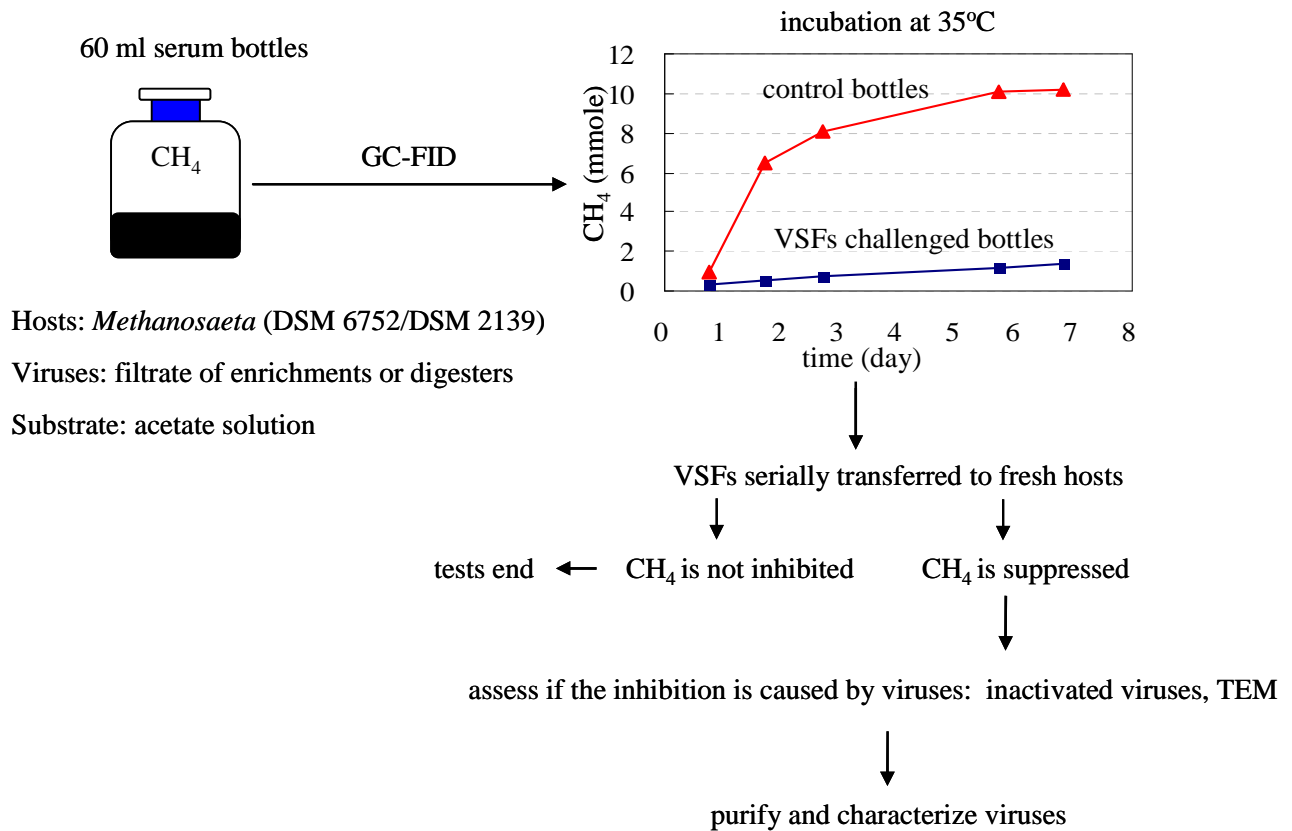 60 ml serum bottles
CH4
GC-FID
Hosts: Methanosaeta (DSM 6752/DSM 2139)
Viruses: filtrate of enrichments or digesters
Substrate: acetate solution
incubation at 35ºC
CH4 (mmole)
12
10
8
6
4
2
0
control bottles
VSFs challenged bottles
0 1 2 3 4 5 6 7 8
time (day)
VSFs serially transferred to fresh hosts
tests end
CH4 is not inhibited
CH4 is suppressed
assess if the inhibition is caused by viruses: inactivated viruses, TEM
purify and characterize viruses